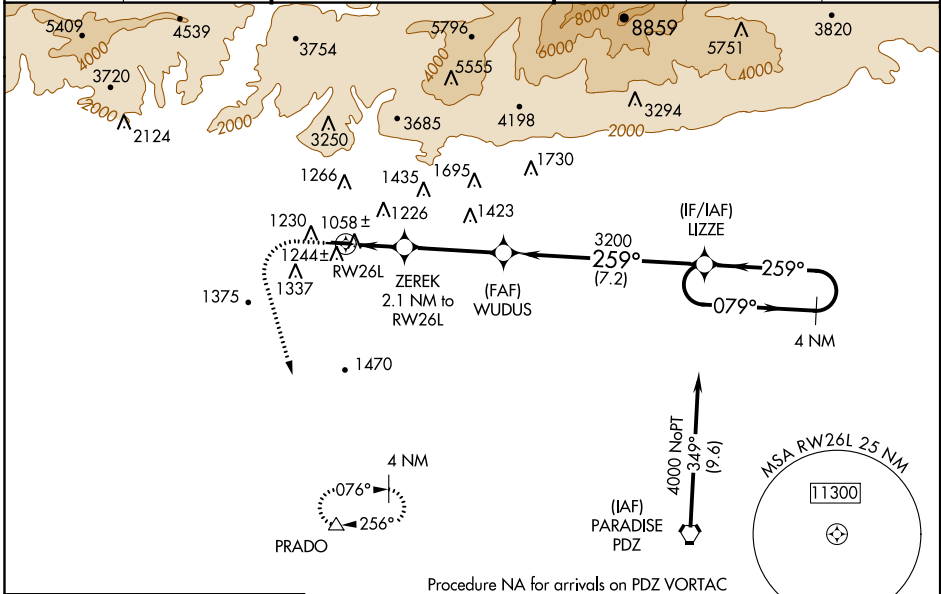 5409
4539
3754
5796
8000
8859
5751
3820
4000
6000
4000
4000
5555
3720
2000
2124
2000
3250
3685
4198
3294
2000
1266
1435
1695
1730
1230
1058 ±
1226
1423
1244±
RW26L
1337
ZEREK
2.1 NM to
RW26L
(FAF)
WUDUS
3200
259°
(7.2)
(IF/IAF)
LIZZE
259°
079°
4 NM
1375
1470
4000 NoPT
349°
(9.6)
4 NM
076°
256°
PRADO
(IAF)
PARADISE
PDZ
MSA RW26L 25 NM
11300
Procedure NA for arrivals on PDZ VORTAC